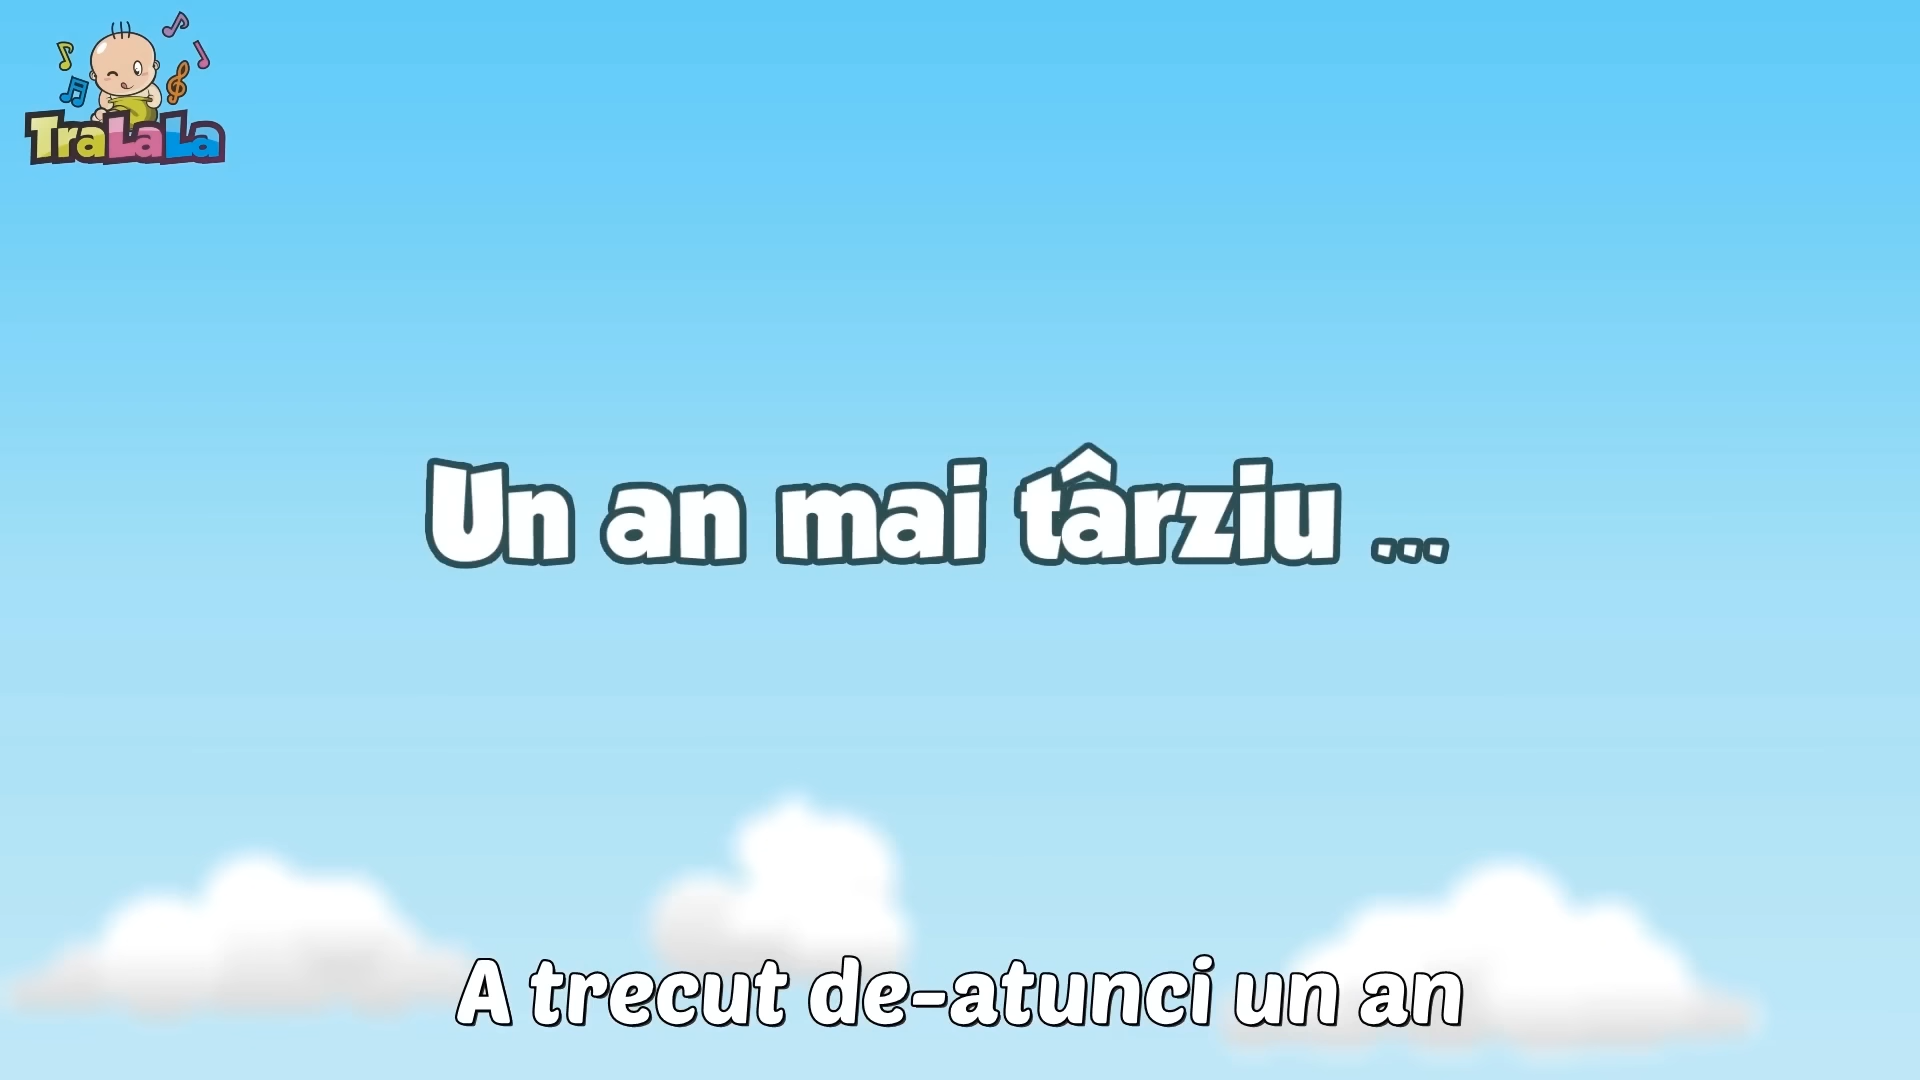 TraLaLa
Un an mai târziu ...
A trecut de-atunci un an